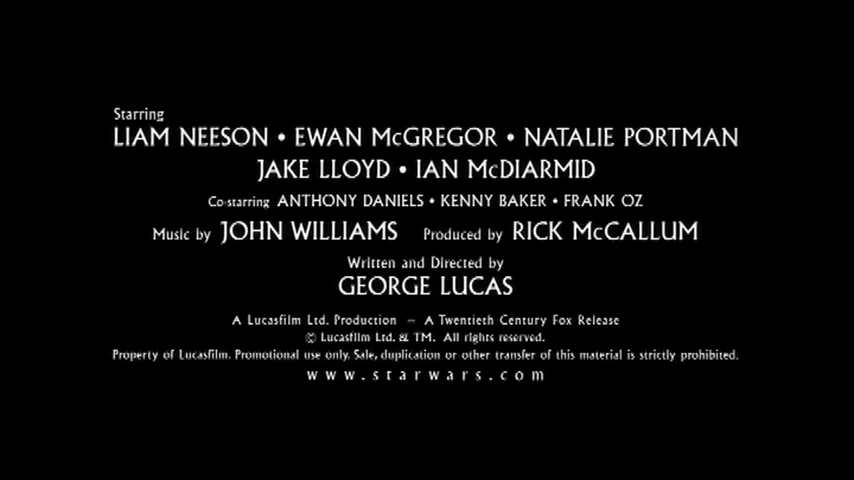 Starring
LIAM NEESON • EWAN McGREGOR • NATALIE PORTMAN
JAKE LLOYD • IAN McDIARMID
Co-starring ANTHONY DANIELS • KENNY BAKER • FRANK OZ
Music by JOHN WILLIAMS Produced by RICK McCALLUM
Written and Directed by
GEORGE LUCAS
A Lucasfilm Ltd. Production – A Twentieth Century Fox Release
© Lucasfilm Ltd. & TM. All rights reserved.
Property of Lucasfilm. Promotional use only. Sale, duplication or other transfer of this material is strictly prohibited.
www.starwars.com